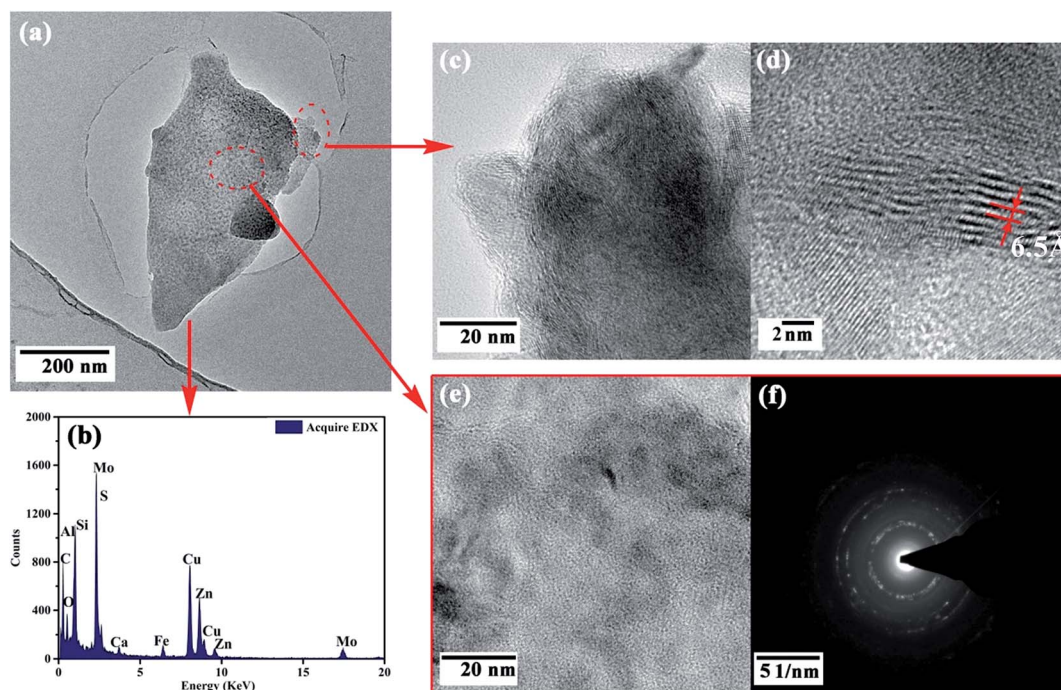 (a)
200 nm
(c)
20 nm
(d)
6.5Å
2 nm
(b)
Acquire EDX
2000
1600
1200
800
400
0
Counts
C
O
Al
Si
Mo
S
Ca
Fe
Cu
Zn
Cu
Zn
Mo
0 5 10 15 20
Energy (KeV)
(e)
20 nm
(f)
5 1/nm